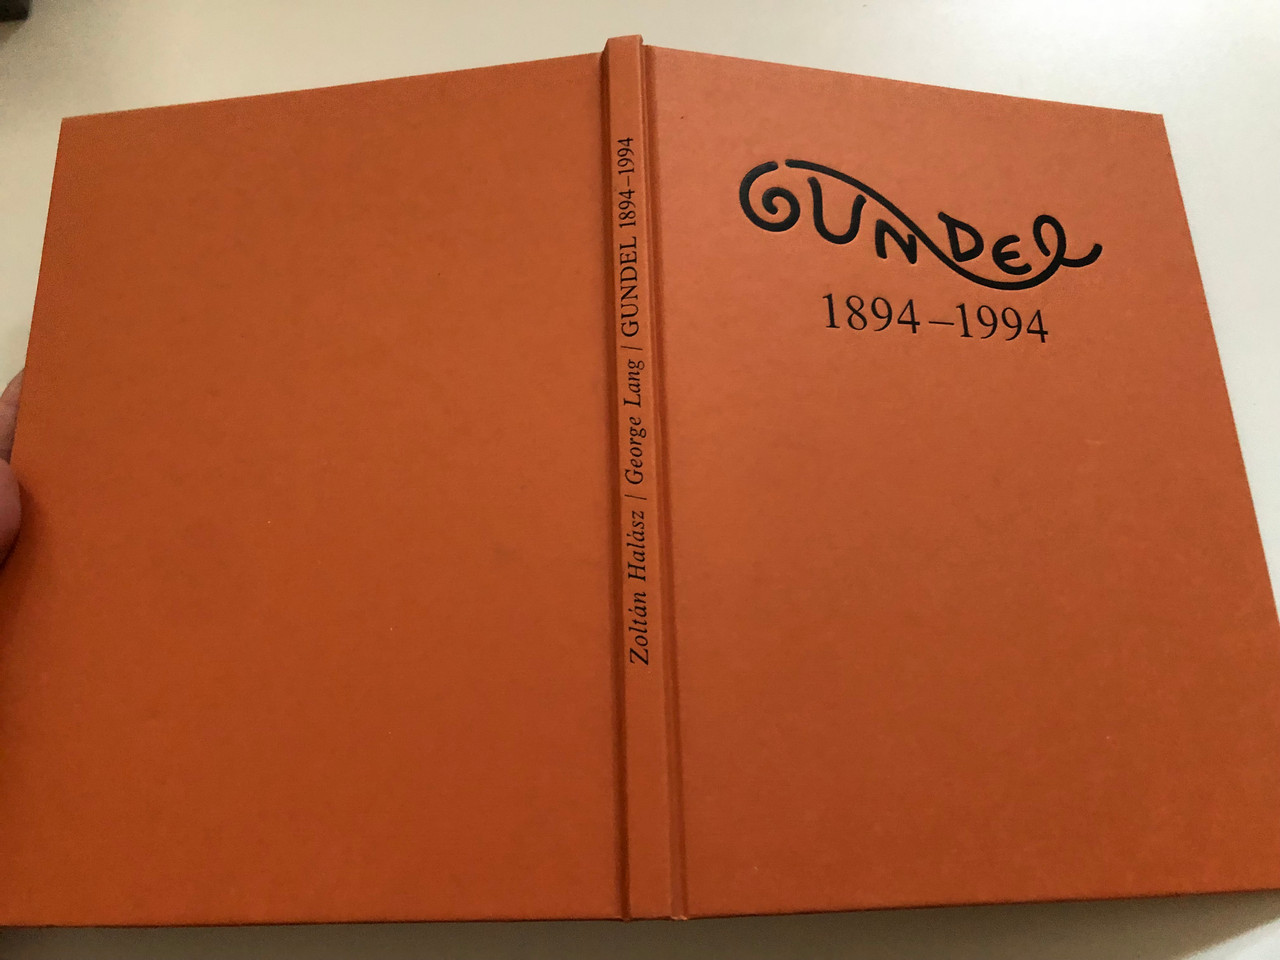 Zoltán Halász | George Lang | GUNDEL 1894–1994
GUNDEL
1894–1994